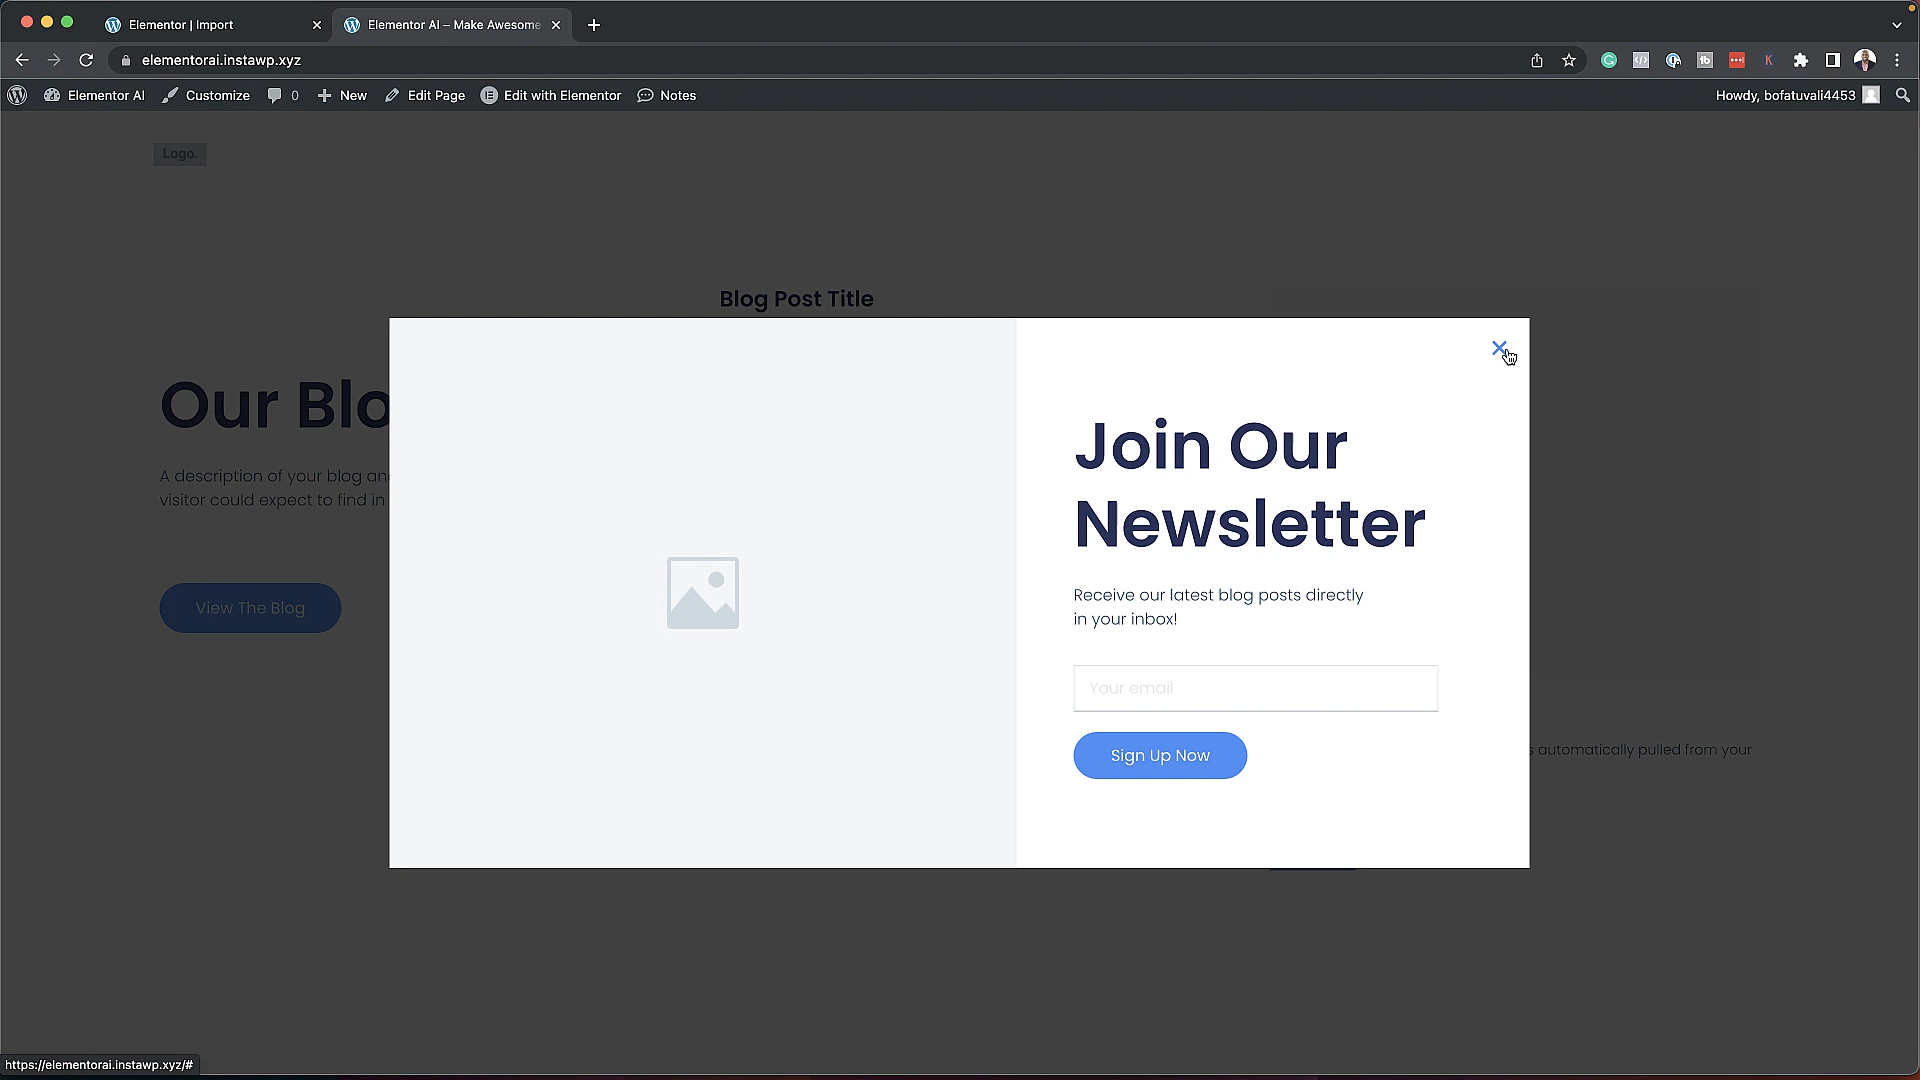 Elementor | Import
Elementor AI – Make Awesome
elementorai.instawp.xyz
Elementor AI
Customize
0
New
Edit Page
Edit with Elementor
Notes
Howdy, bofatuvali4453
Logo.
Blog Post Title
Our Blo
A description of your blog an
visitor could expect to find in
View The Blog
Join Our
Newsletter
Receive our latest blog posts directly
in your inbox!
Your email
Sign Up Now
s automatically pulled from your
https://elementorai.instawp.xyz/#